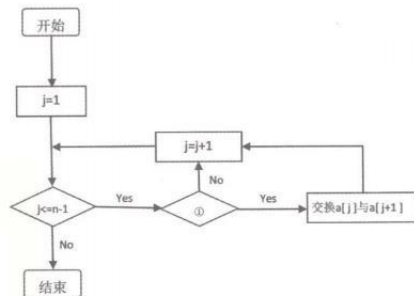 开始
j=1
j=j+1
No
j<=n-1
Yes
①
Yes
交换a[j]与a[j+1]
No
结束